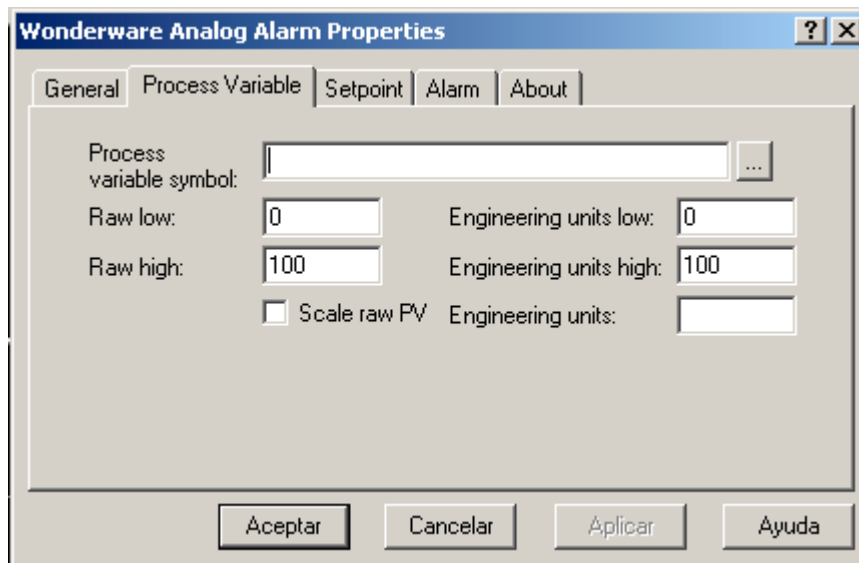 Wonderware Analog Alarm Properties
General Process Variable Setpoint Alarm About
Process
variable symbol: ...
Raw low: 0 Engineering units low: 0
Raw high: 100 Engineering units high: 100
Scale raw PV Engineering units:
Aceptar Cancelar Aplicar Ayuda